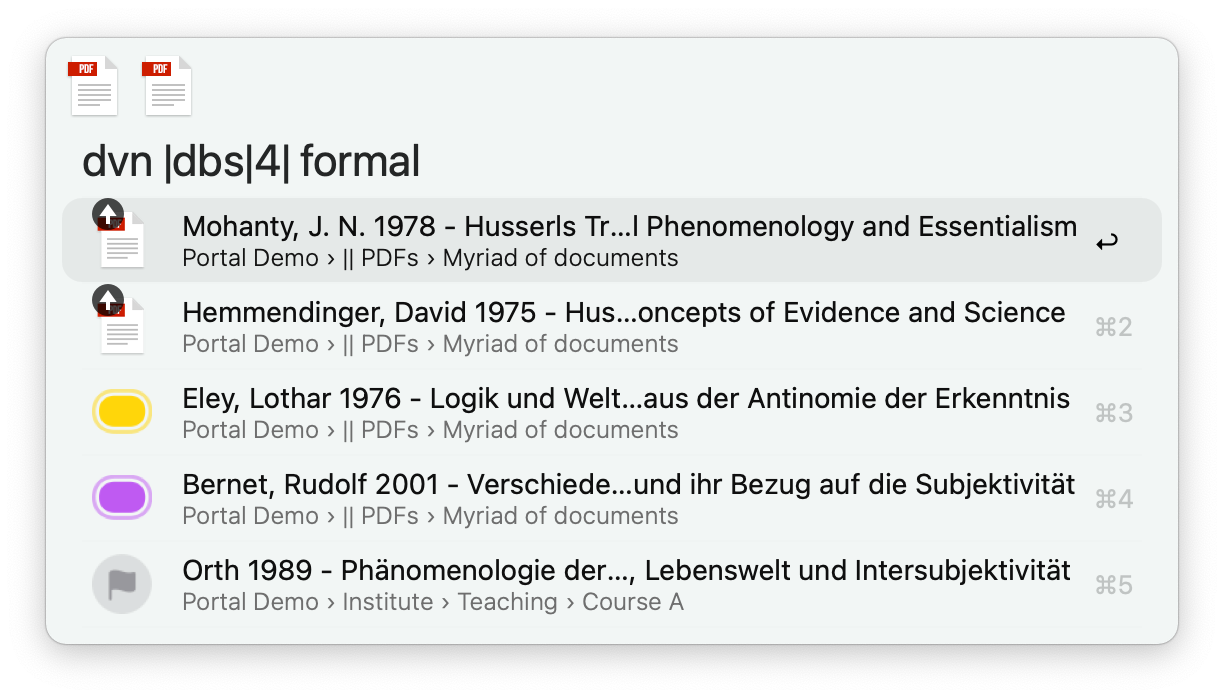 PDF PDF
dvn |dbs|4| formal
Mohanty, J. N. 1978 - Husserls Tr...l Phenomenology and Essentialism
Portal Demo › || PDFs › Myriad of documents
Hemmendinger, David 1975 - Hus...oncepts of Evidence and Science ⌘2
Portal Demo › || PDFs › Myriad of documents
Eley, Lothar 1976 - Logik und Welt...aus der Antinomie der Erkenntnis ⌘3
Portal Demo › || PDFs › Myriad of documents
Bernet, Rudolf 2001 - Verschiede...und ihr Bezug auf die Subjektivität ⌘4
Portal Demo › || PDFs › Myriad of documents
Orth 1989 - Phänomenologie der..., Lebenswelt und Intersubjektivität ⌘5
Portal Demo › Institute › Teaching › Course A